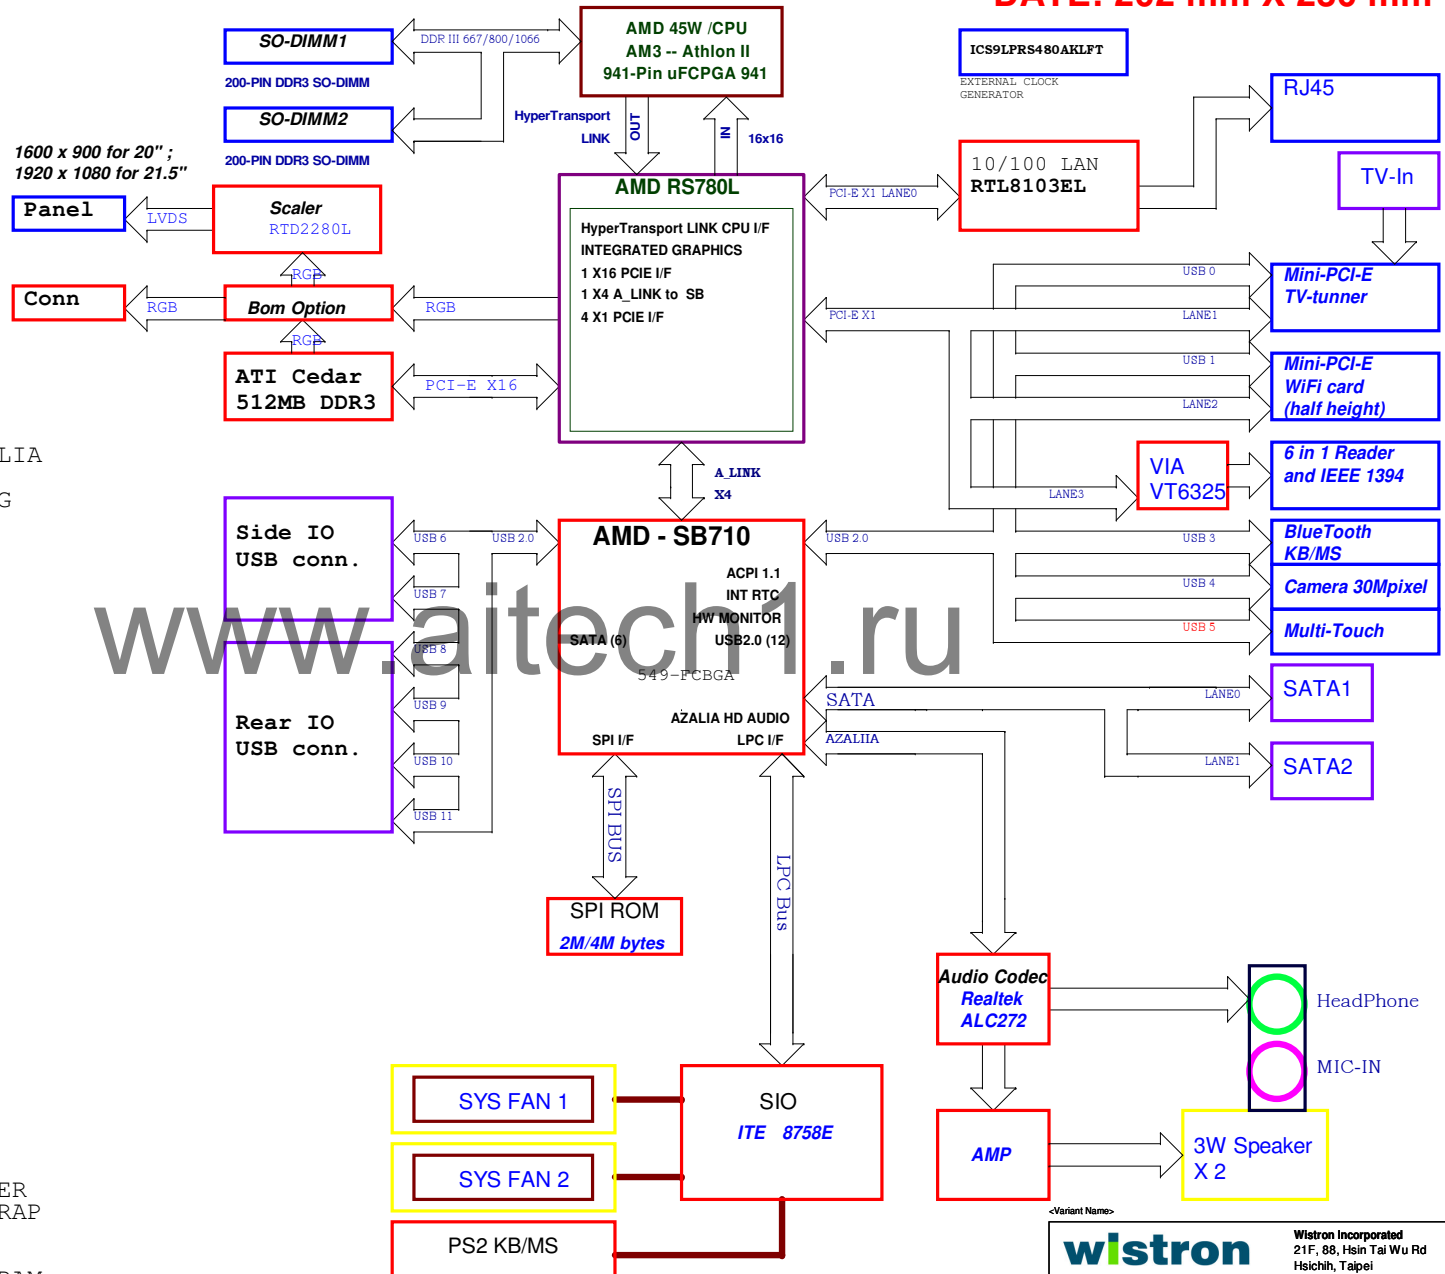 SO-DIMM1
DDR III 667/800/1066
AMD 45W /CPU
AM3 -- Athlon II
941-Pin uFCPGA 941
ICS9LPRS480AKLFT
EXTERNAL CLOCK
GENERATOR
200-PIN DDR3 SO-DIMM
SO-DIMM2
200-PIN DDR3 SO-DIMM
HyperTransport
LINK
OUT
IN
16x16
RJ45
1600 x 900 for 20" ;
1920 x 1080 for 21.5"
10/100 LAN
RTL8103EL
TV-In
Panel
LVDS
Scaler
RTD2280L
AMD RS780L
PCI-E X1 LANE0
HyperTransport LINK CPU I/F
INTEGRATED GRAPHICS
1 X16 PCIE I/F
1 X4 A_LINK to SB
4 X1 PCIE I/F
RGB
Conn
RGB
Bom Option
RGB
RGB
PCI-E X1
USB 0
LANE1
Mini-PCI-E
TV-tunner
ATI Cedar
512MB DDR3
PCI-E X16
USB 1
LANE2
Mini-PCI-E
WiFi card
(half height)
LIA
G
A_LINK
X4
LANE3
VIA
VT6325
6 in 1 Reader
and IEEE 1394
Side IO
USB conn.
USB 6
USB 2.0
USB 7
AMD - SB710
ACPI 1.1
INT RTC
HW MONITOR
SATA (6)
USB2.0 (12)
549-FCBGA
AZALIA HD AUDIO
SPI I/F
LPC I/F
USB 2.0
USB 3
BlueTooth
KB/MS
USB 4
Camera 30Mpixel
USB 5
Multi-Touch
www.aitech1.ru
Rear IO
USB conn.
USB 8
USB 9
USB 10
USB 11
SATA
AZALIIA
LANE0
SATA1
LANE1
SATA2
SPI BUS
LPC Bus
SPI ROM
2M/4M bytes
Audio Codec
Realtek
ALC272
HeadPhone
MIC-IN
SYS FAN 1
SYS FAN 2
SIO
ITE 8758E
AMP
3W Speaker
X 2
PS2 KB/MS
ER
RAP
<Variant Name>
wistron
Wistron Incorporated
21F, 88, Hsin Tai Wu Rd
Hsichih, Taipei